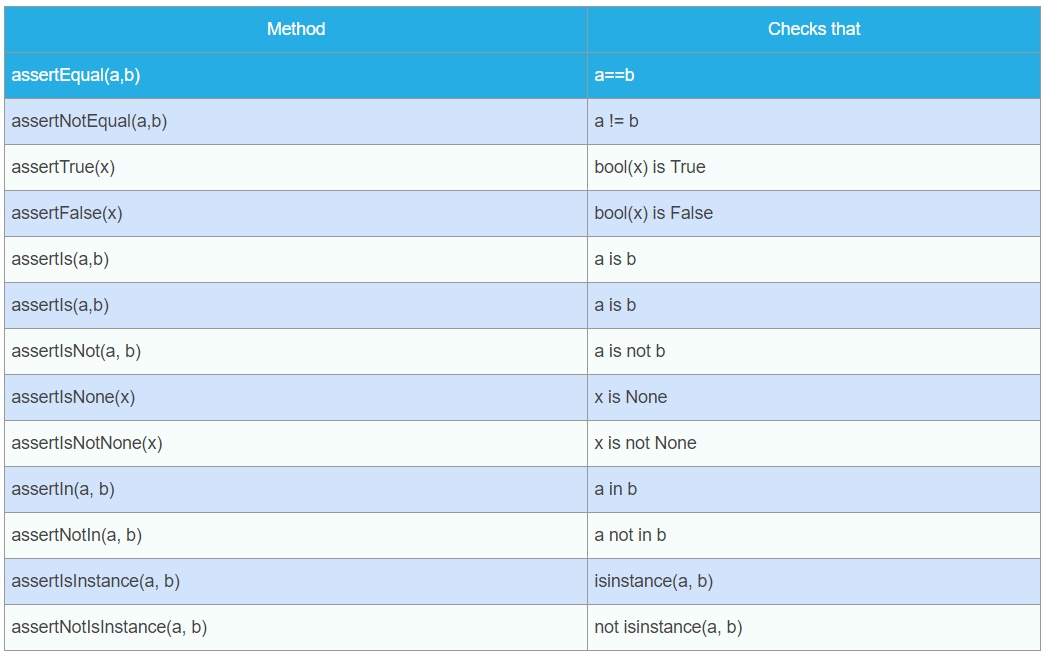 Method Checks that
assertEqual(a,b) a==b
assertNotEqual(a,b) a != b
assertTrue(x) bool(x) is True
assertFalse(x) bool(x) is False
assertIs(a,b) a is b
assertIs(a,b) a is b
assertIsNot(a, b) a is not b
assertIsNone(x) x is None
assertIsNotNone(x) x is not None
assertIn(a, b) a in b
assertNotIn(a, b) a not in b
assertIsInstance(a, b) isinstance(a, b)
assertNotIsInstance(a, b) not isinstance(a, b)